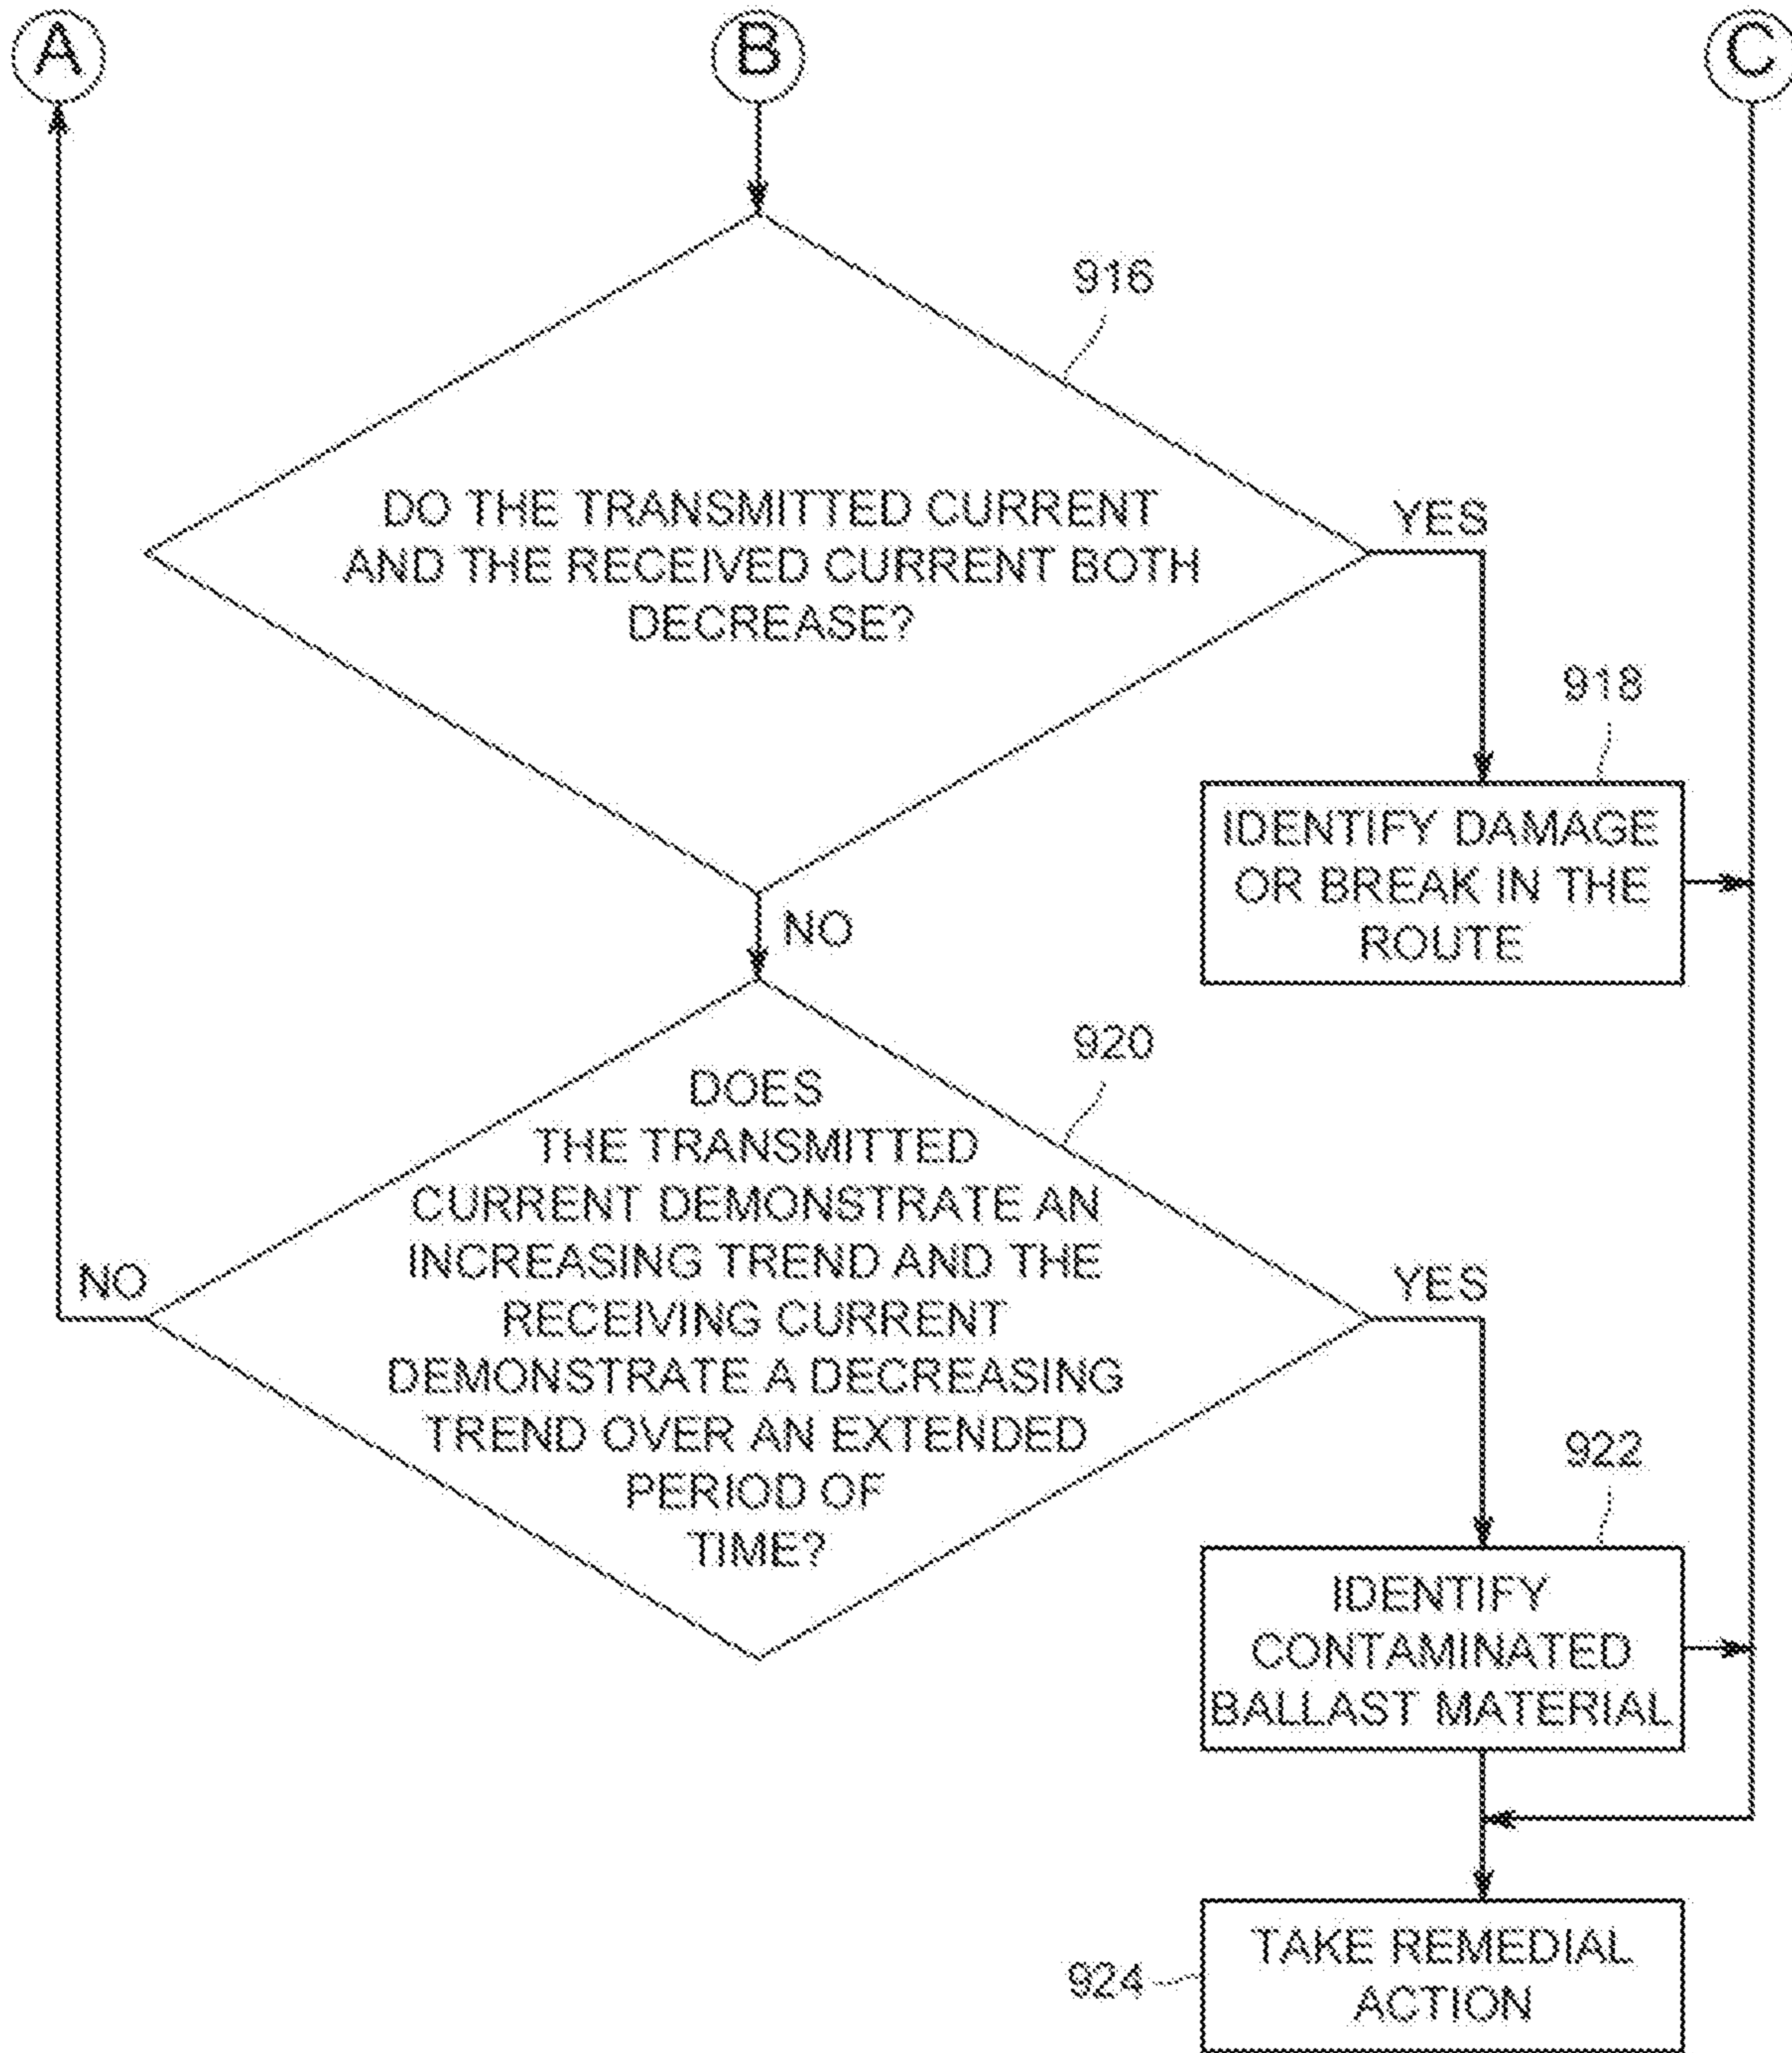 A
B
C
916
DO THE TRANSMITTED CURRENT
AND THE RECEIVED CURRENT BOTH
DECREASE?
YES
918
IDENTIFY DAMAGE
OR BREAK IN THE
ROUTE
NO
920
DOES
THE TRANSMITTED
CURRENT DEMONSTRATE AN
INCREASING TREND AND THE
RECEIVING CURRENT
DEMONSTRATE A DECREASING
TREND OVER AN EXTENDED
PERIOD OF
TIME?
NO
YES
922
IDENTIFY
CONTAMINATED
BALLAST MATERIAL
924
TAKE REMEDIAL
ACTION